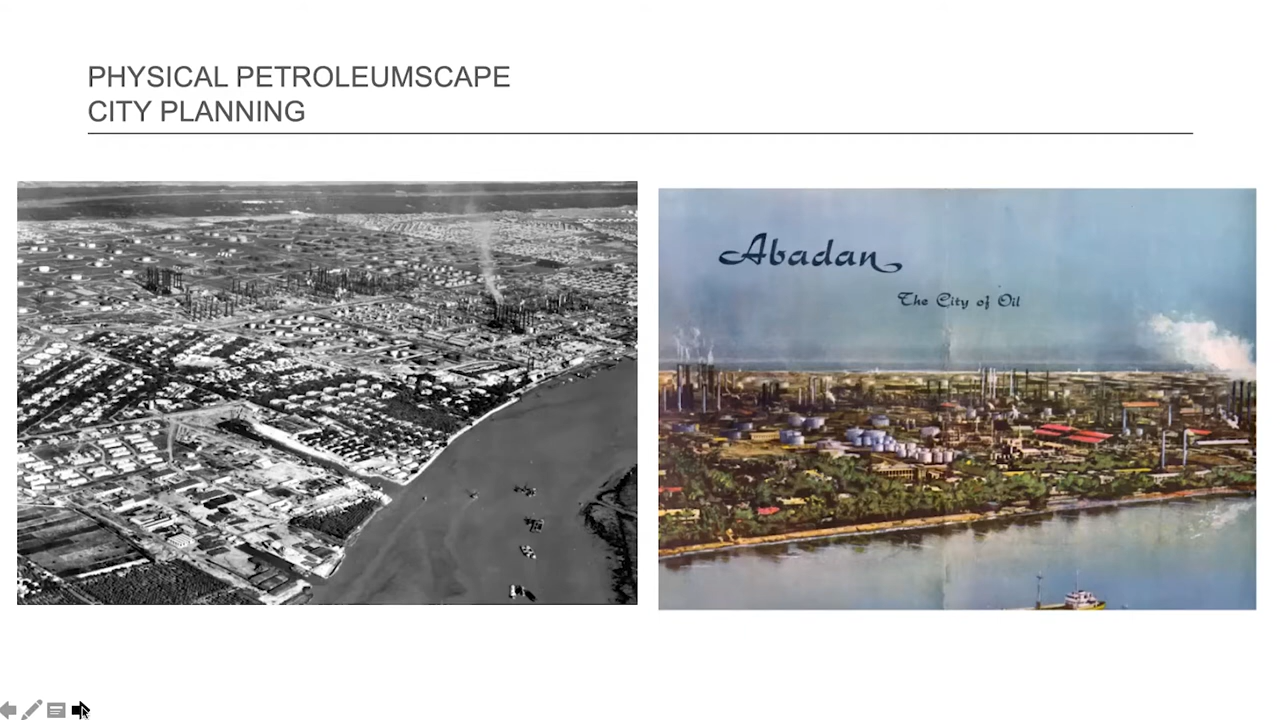 PHYSICAL PETROLEUMSCAPE
CITY PLANNING
Abadan
The City of Oil